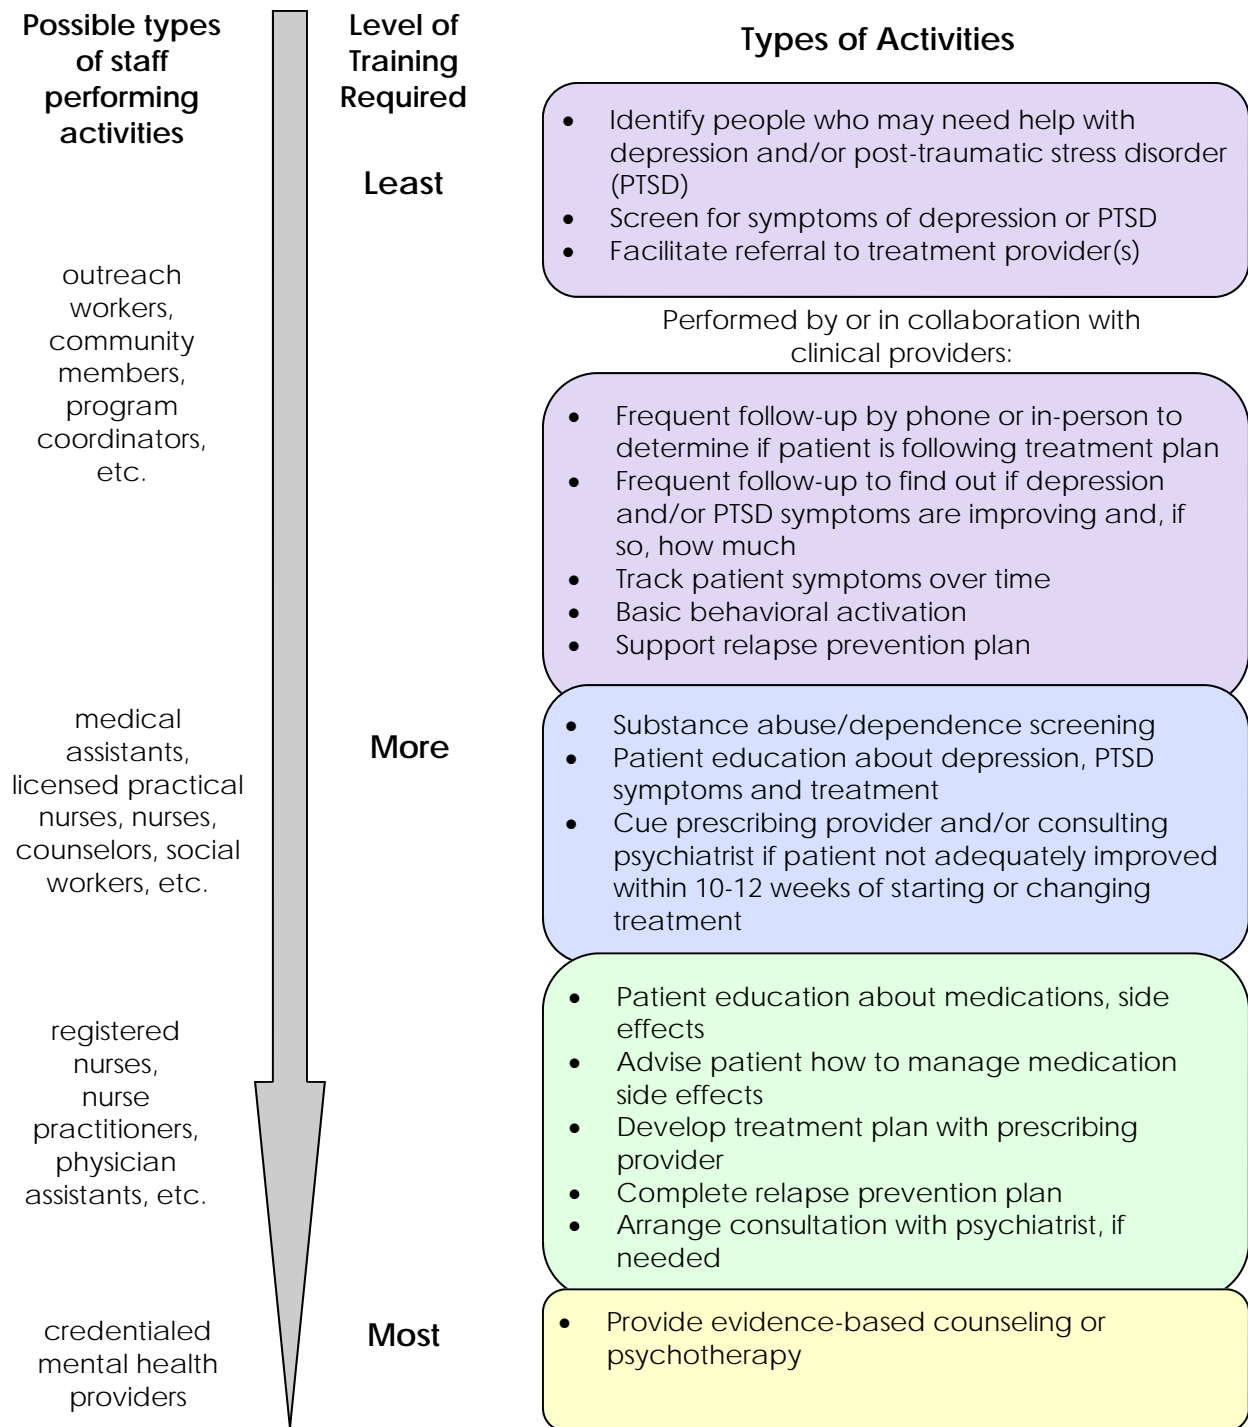 Possible types
of staff
performing
activities
Level of
Training
Required
Types of Activities
Least
• Identify people who may need help with
depression and/or post-traumatic stress disorder
(PTSD)
• Screen for symptoms of depression or PTSD
• Facilitate referral to treatment provider(s)
outreach
workers,
community
members,
program
coordinators,
etc.
Performed by or in collaboration with
clinical providers:
• Frequent follow-up by phone or in-person to
determine if patient is following treatment plan
• Frequent follow-up to find out if depression
and/or PTSD symptoms are improving and, if
so, how much
• Track patient symptoms over time
• Basic behavioral activation
• Support relapse prevention plan
medical
assistants,
licensed practical
nurses, nurses,
counselors, social
workers, etc.
More
• Substance abuse/dependence screening
• Patient education about depression, PTSD
symptoms and treatment
• Cue prescribing provider and/or consulting
psychiatrist if patient not adequately improved
within 10-12 weeks of starting or changing
treatment
registered
nurses,
nurse
practitioners,
physician
assistants, etc.
• Patient education about medications, side
effects
• Advise patient how to manage medication
side effects
• Develop treatment plan with prescribing
provider
• Complete relapse prevention plan
• Arrange consultation with psychiatrist, if
needed
credentialed
mental health
providers
Most
• Provide evidence-based counseling or
psychotherapy